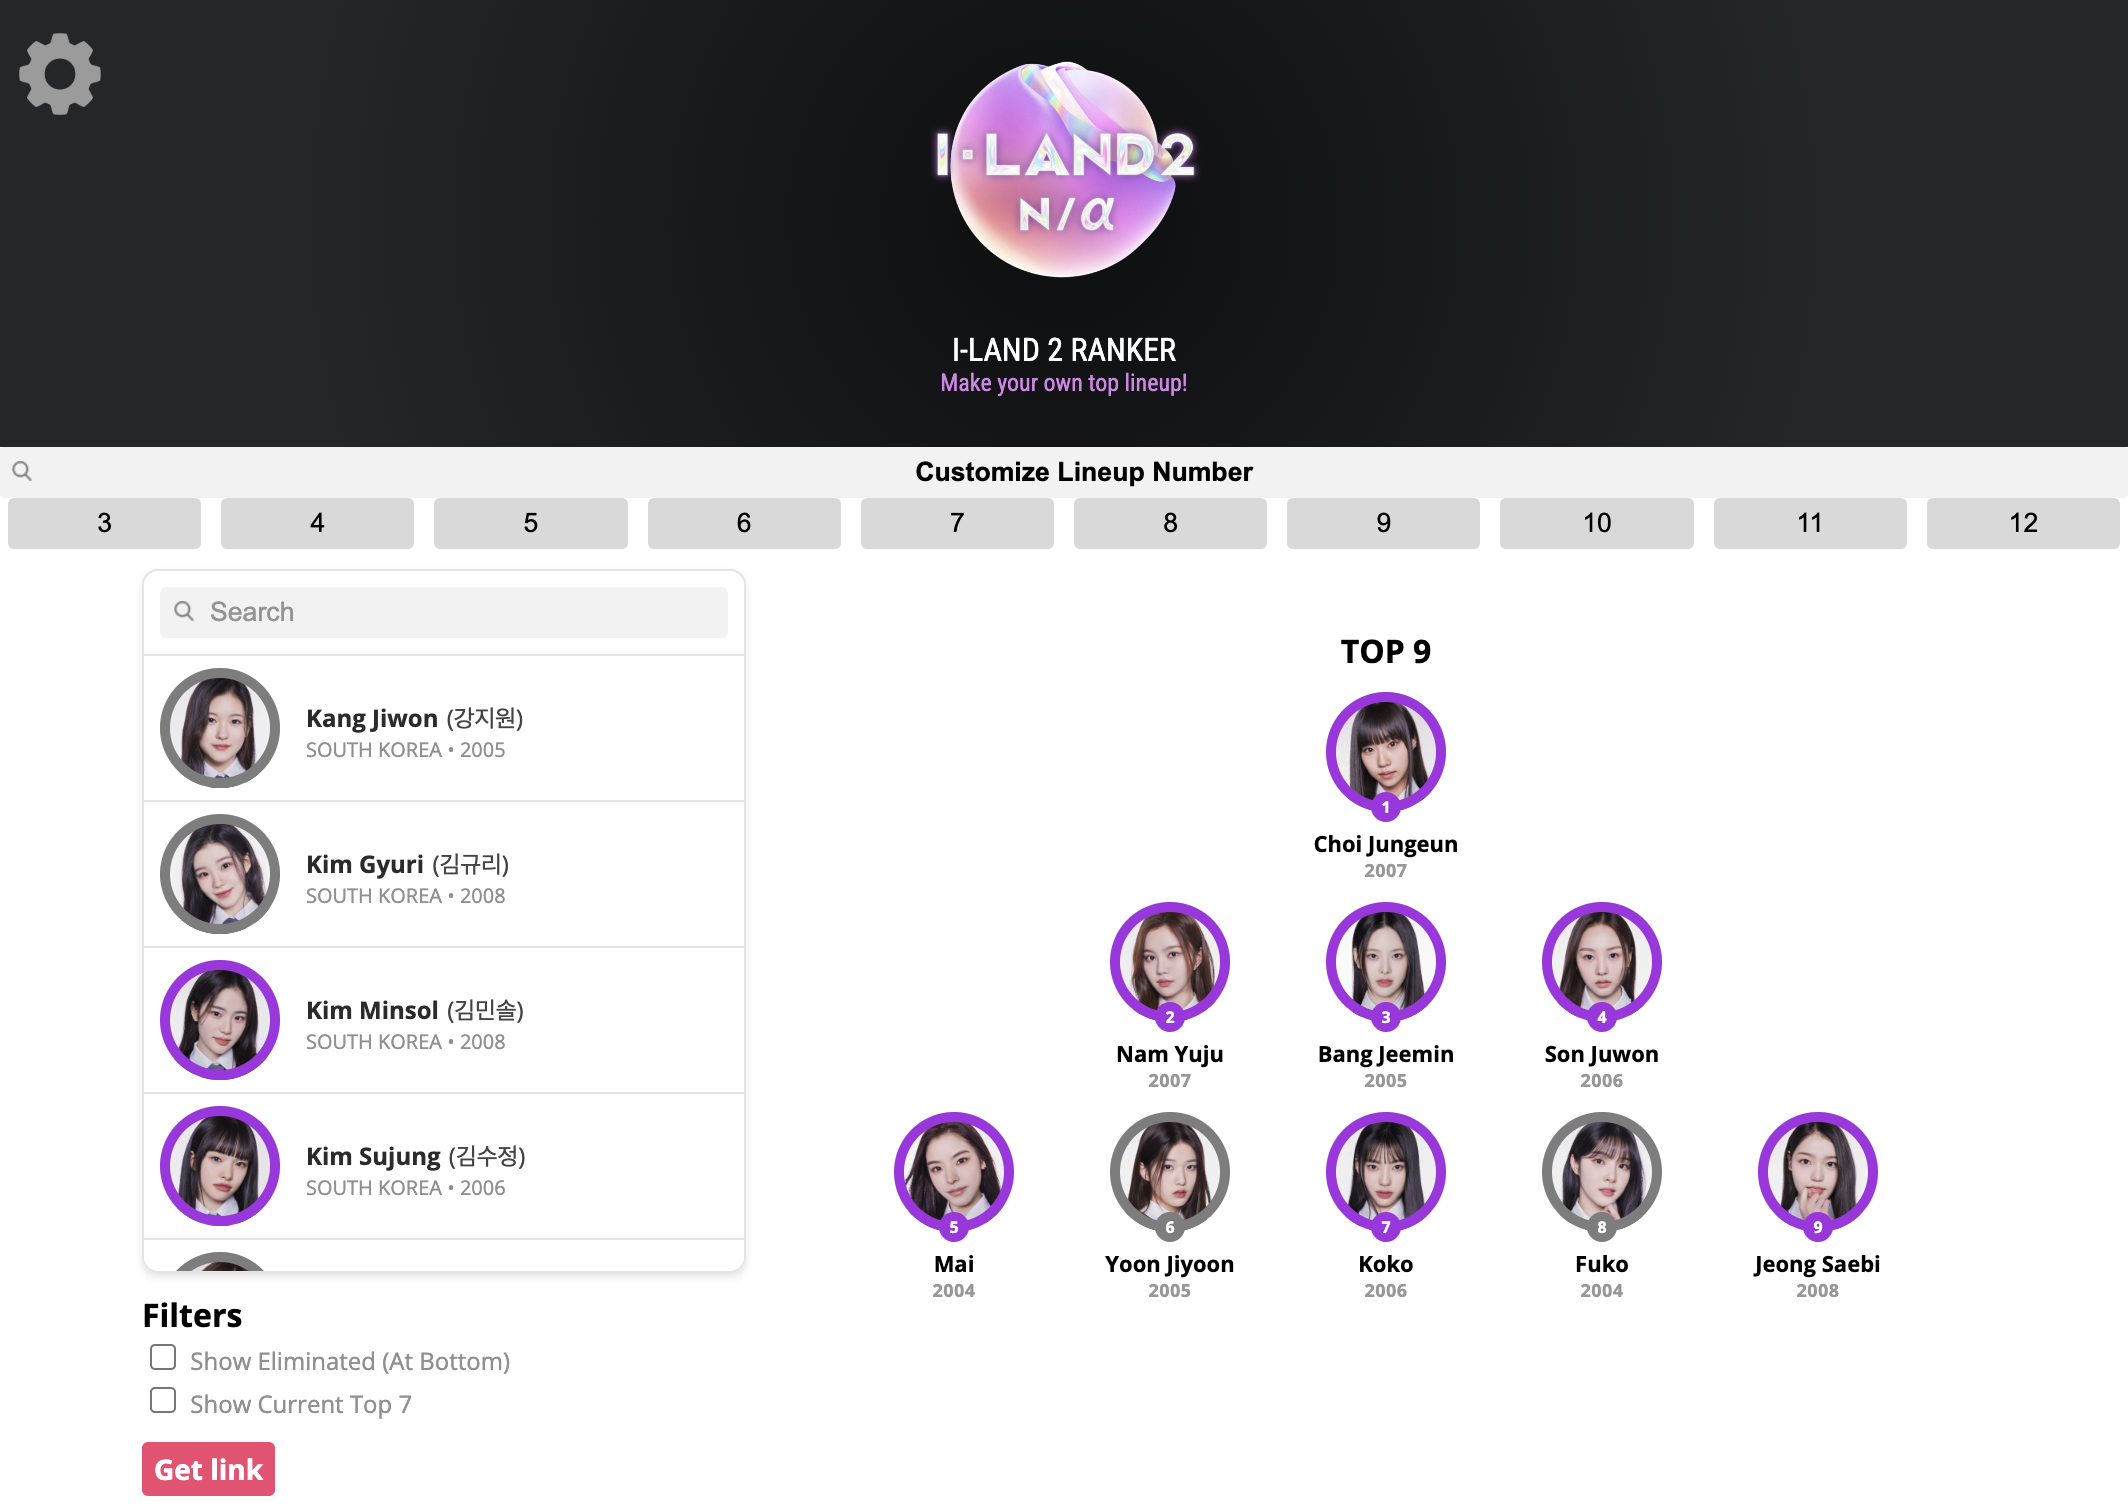 I·LAND2
N/α
I-LAND 2 RANKER
Make your own top lineup!
Customize Lineup Number
3 4 5 6 7 8 9 10 11 12
Search
Kang Jiwon (강지원)
SOUTH KOREA • 2005
Kim Gyuri (김규리)
SOUTH KOREA • 2008
Kim Minsol (김민솔)
SOUTH KOREA • 2008
Kim Sujung (김수정)
SOUTH KOREA • 2006
Filters
Show Eliminated (At Bottom)
Show Current Top 7
Get link
TOP 9
1
Choi Jungeun
2007
2 3 4
Nam Yuju Bang Jeemin Son Juwon
2007 2005 2006
5 6 7 8 9
Mai Yoon Jiyoon Koko Fuko Jeong Saebi
2004 2005 2006 2004 2008